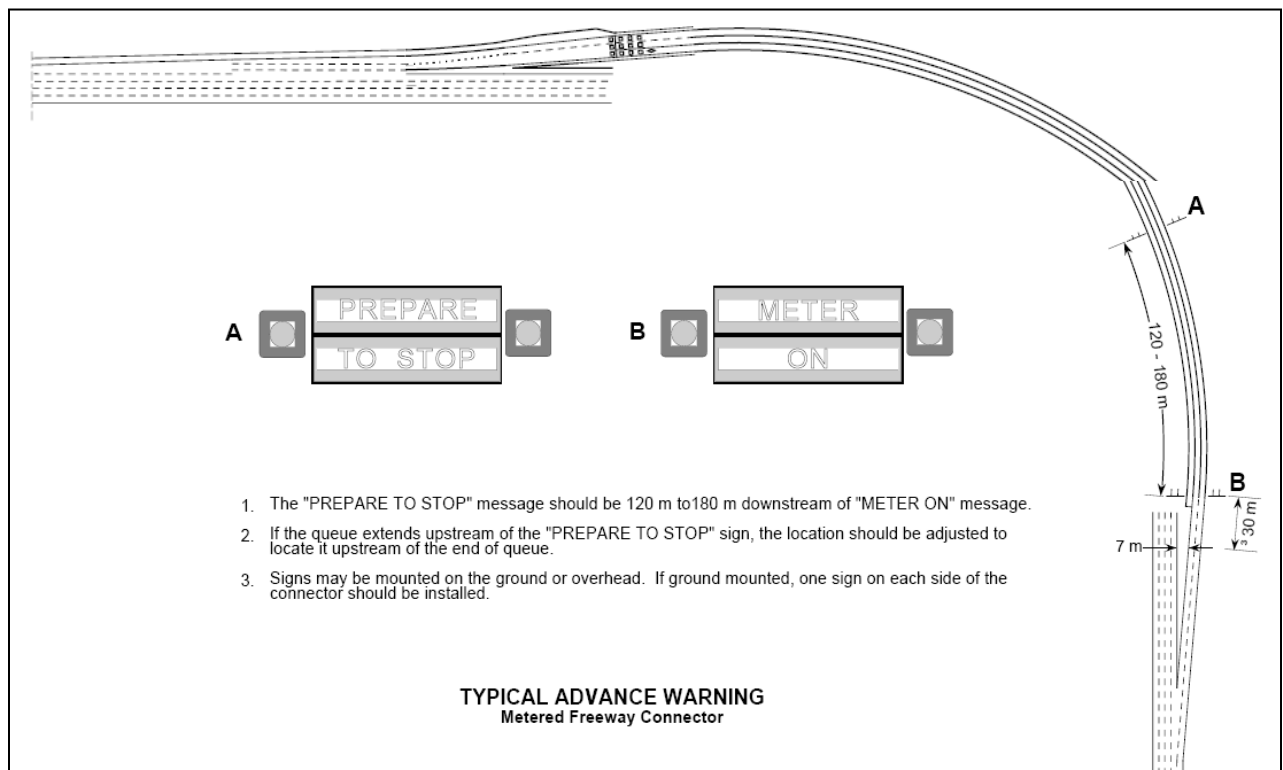 A
PREPARE
TO STOP
B
METER
ON
A
120 - 180 m
B
³ 30 m
7 m
1. The "PREPARE TO STOP" message should be 120 m to180 m downstream of "METER ON" message.
2. If the queue extends upstream of the "PREPARE TO STOP" sign, the location should be adjusted to
locate it upstream of the end of queue.
3. Signs may be mounted on the ground or overhead. If ground mounted, one sign on each side of the
connector should be installed.
TYPICAL ADVANCE WARNING
Metered Freeway Connector